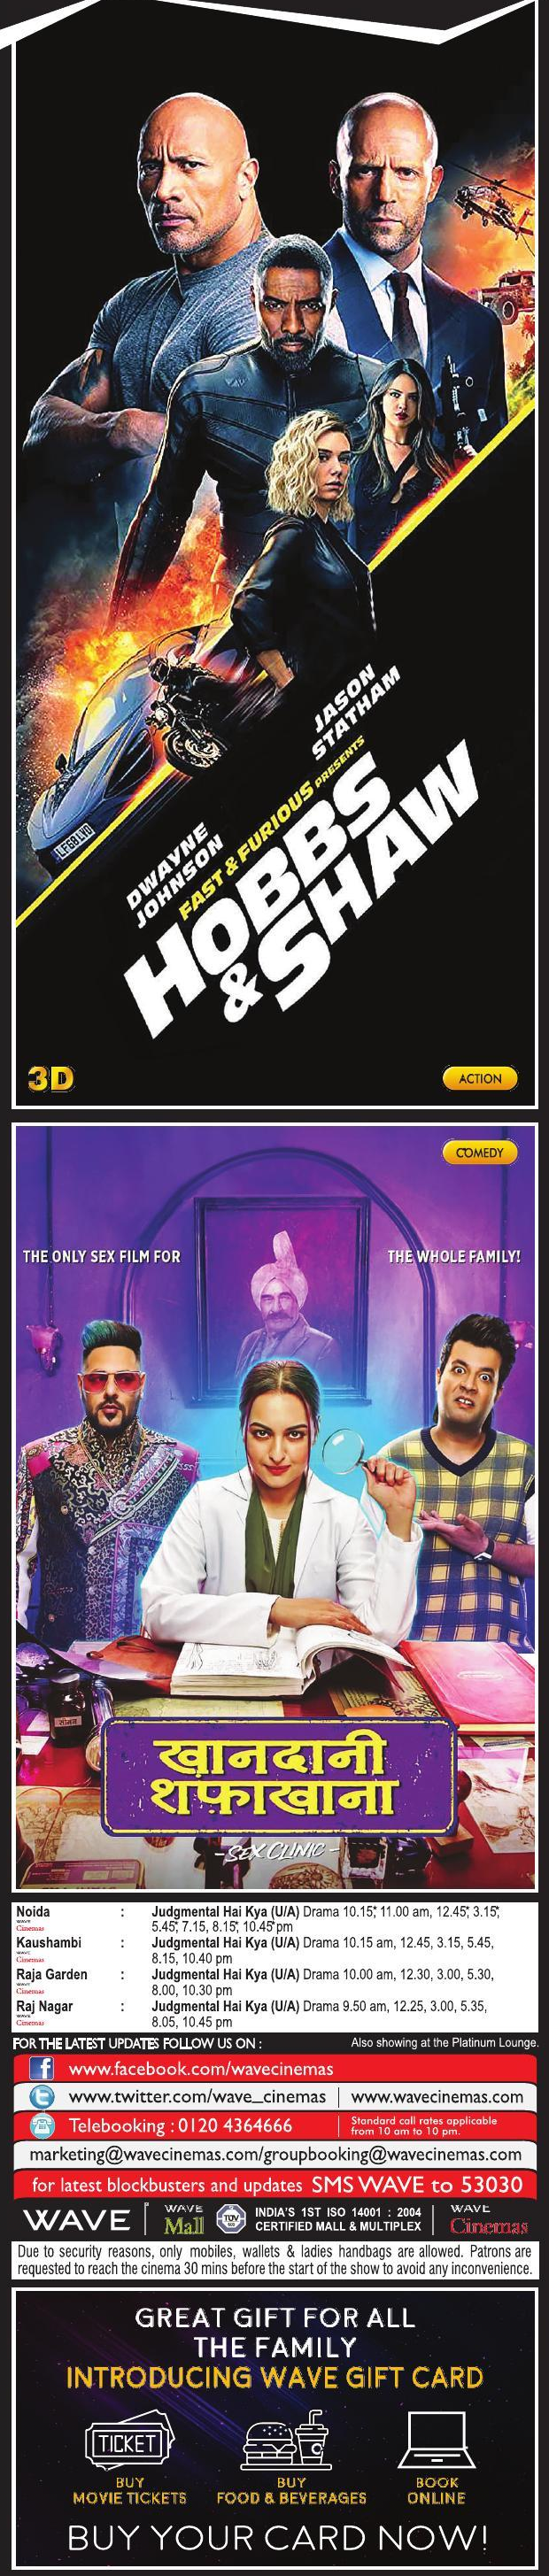 LEGBLND
JASON
STATHAM
DWAYNE
JOHNSON
FAST & FURIOUS PRESENTS
HOBBS
& SHAW
3D
ACTION
COMEDY
THE ONLY SEX FILM FOR THE WHOLE FAMILY!
खानदानी
शफ़ाखाना
- SEX CLINIC -
Noida : Judgmental Hai Kya (U/A) Drama 10.15*, 11.00 am, 12.45*, 3.15*,
WAVE Cinemas 5.45*, 7.15, 8.15*, 10.45* pm
Kaushambi : Judgmental Hai Kya (U/A) Drama 10.15 am, 12.45, 3.15, 5.45,
WAVE Cinemas 8.15, 10.40 pm
Raja Garden : Judgmental Hai Kya (U/A) Drama 10.00 am, 12.30, 3.00, 5.30,
WAVE Cinemas 8.00, 10.30 pm
Raj Nagar : Judgmental Hai Kya (U/A) Drama 9.50 am, 12.25, 3.00, 5.35,
WAVE Cinemas 8.05, 10.45 pm
FOR THE LATEST UPDATES FOLLOW US ON : Also showing at the Platinum Lounge.
f www.facebook.com/wavecinemas
t www.twitter.com/wave_cinemas | www.wavecinemas.com
Telebooking : 0120 4364666 | Standard call rates applicable
from 10 am to 10 pm.
marketing@wavecinemas.com/groupbooking@wavecinemas.com
for latest blockbusters and updates SMS WAVE to 53030
WAVE
WAVE
Mall
TUV
INDIA'S 1ST ISO 14001 : 2004
CERTIFIED MALL & MULTIPLEX
WAVE
Cinemas
Due to security reasons, only mobiles, wallets & ladies handbags are allowed. Patrons are
requested to reach the cinema 30 mins before the start of the show to avoid any inconvenience.
GREAT GIFT FOR ALL
THE FAMILY
INTRODUCING WAVE GIFT CARD
TICKET
BUY
MOVIE TICKETS
BUY
FOOD & BEVERAGES
BOOK
ONLINE
BUY YOUR CARD NOW!